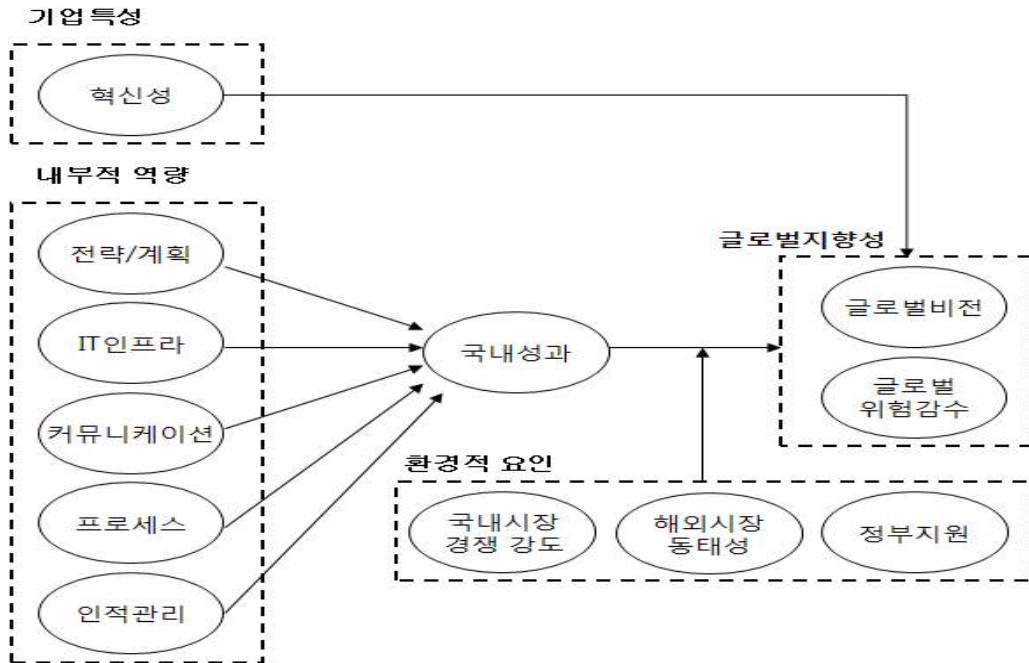 기업특성
혁신성
내부적 역량
전략/계획
IT인프라
커뮤니케이션
프로세스
인적관리
국내성과
글로벌지향성
글로벌비전
글로벌
위험감수
환경적 요인
국내시장
경쟁 강도
해외시장
동태성
정부지원